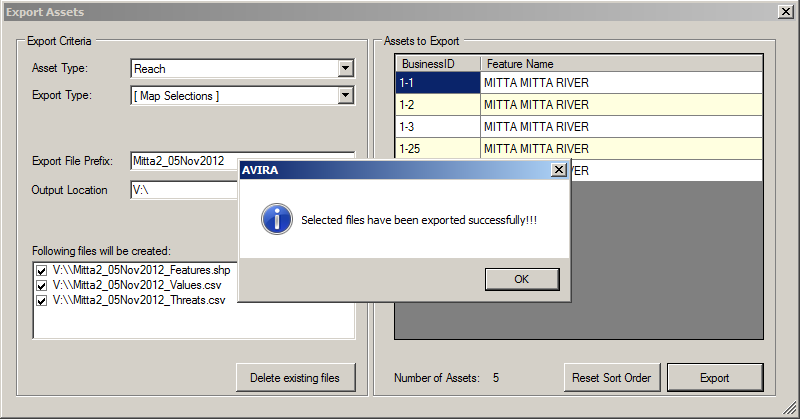 Export Assets
Export Criteria
Asset Type:
Reach
Export Type:
[ Map Selections ]
Export File Prefix:
Mitta2_05Nov2012
Output Location
V:\
Following files will be created:
V:\\Mitta2_05Nov2012_Features.shp
V:\\Mitta2_05Nov2012_Values.csv
V:\\Mitta2_05Nov2012_Threats.csv
Delete existing files
Assets to Export
BusinessID Feature Name
1-1 MITTA MITTA RIVER
1-2 MITTA MITTA RIVER
1-3 MITTA MITTA RIVER
1-25 MITTA MITTA RIVER
RIVER
Number of Assets: 5
Reset Sort Order
Export
AVIRA
Selected files have been exported successfully!!!
OK